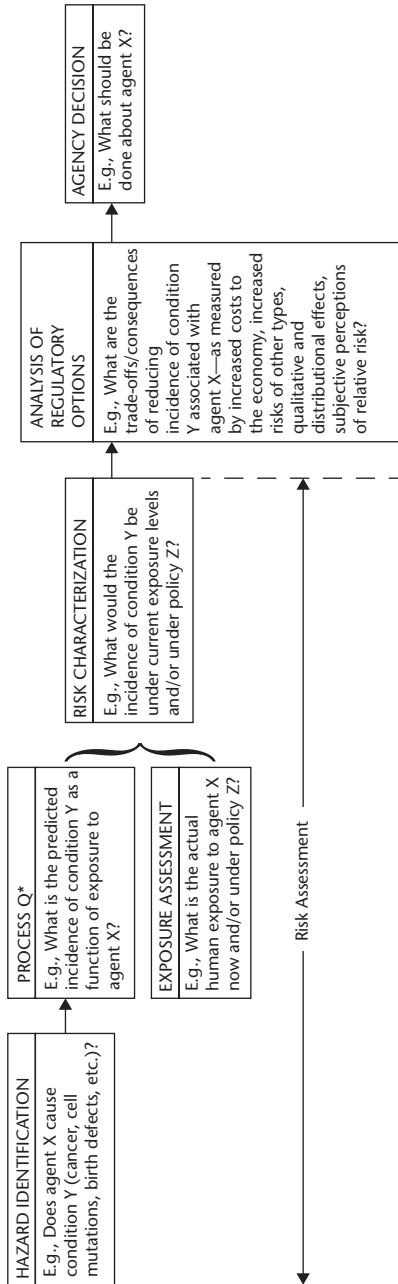 HAZARD IDENTIFICATION
E.g., Does agent X cause
condition Y (cancer, cell
mutations, birth defects, etc.)?
PROCESS Q*
E.g., What is the predicted
incidence of condition Y as a
function of exposure to
agent X?
EXPOSURE ASSESSMENT
E.g., What is the actual
human exposure to agent X
now and/or under policy Z?
RISK CHARACTERIZATION
E.g., What would the
incidence of condition Y be
under current exposure levels
and/or under policy Z?
ANALYSIS OF
REGULATORY
OPTIONS
E.g., What are the
trade-offs/consequences
of reducing
incidence of condition
Y associated with
agent X—as measured
by increased costs to
the economy, increased
risks of other types,
qualitative and
distributional effects,
subjective perceptions
of relative risk?
AGENCY DECISION
E.g., What should be
done about agent X?
Risk Assessment